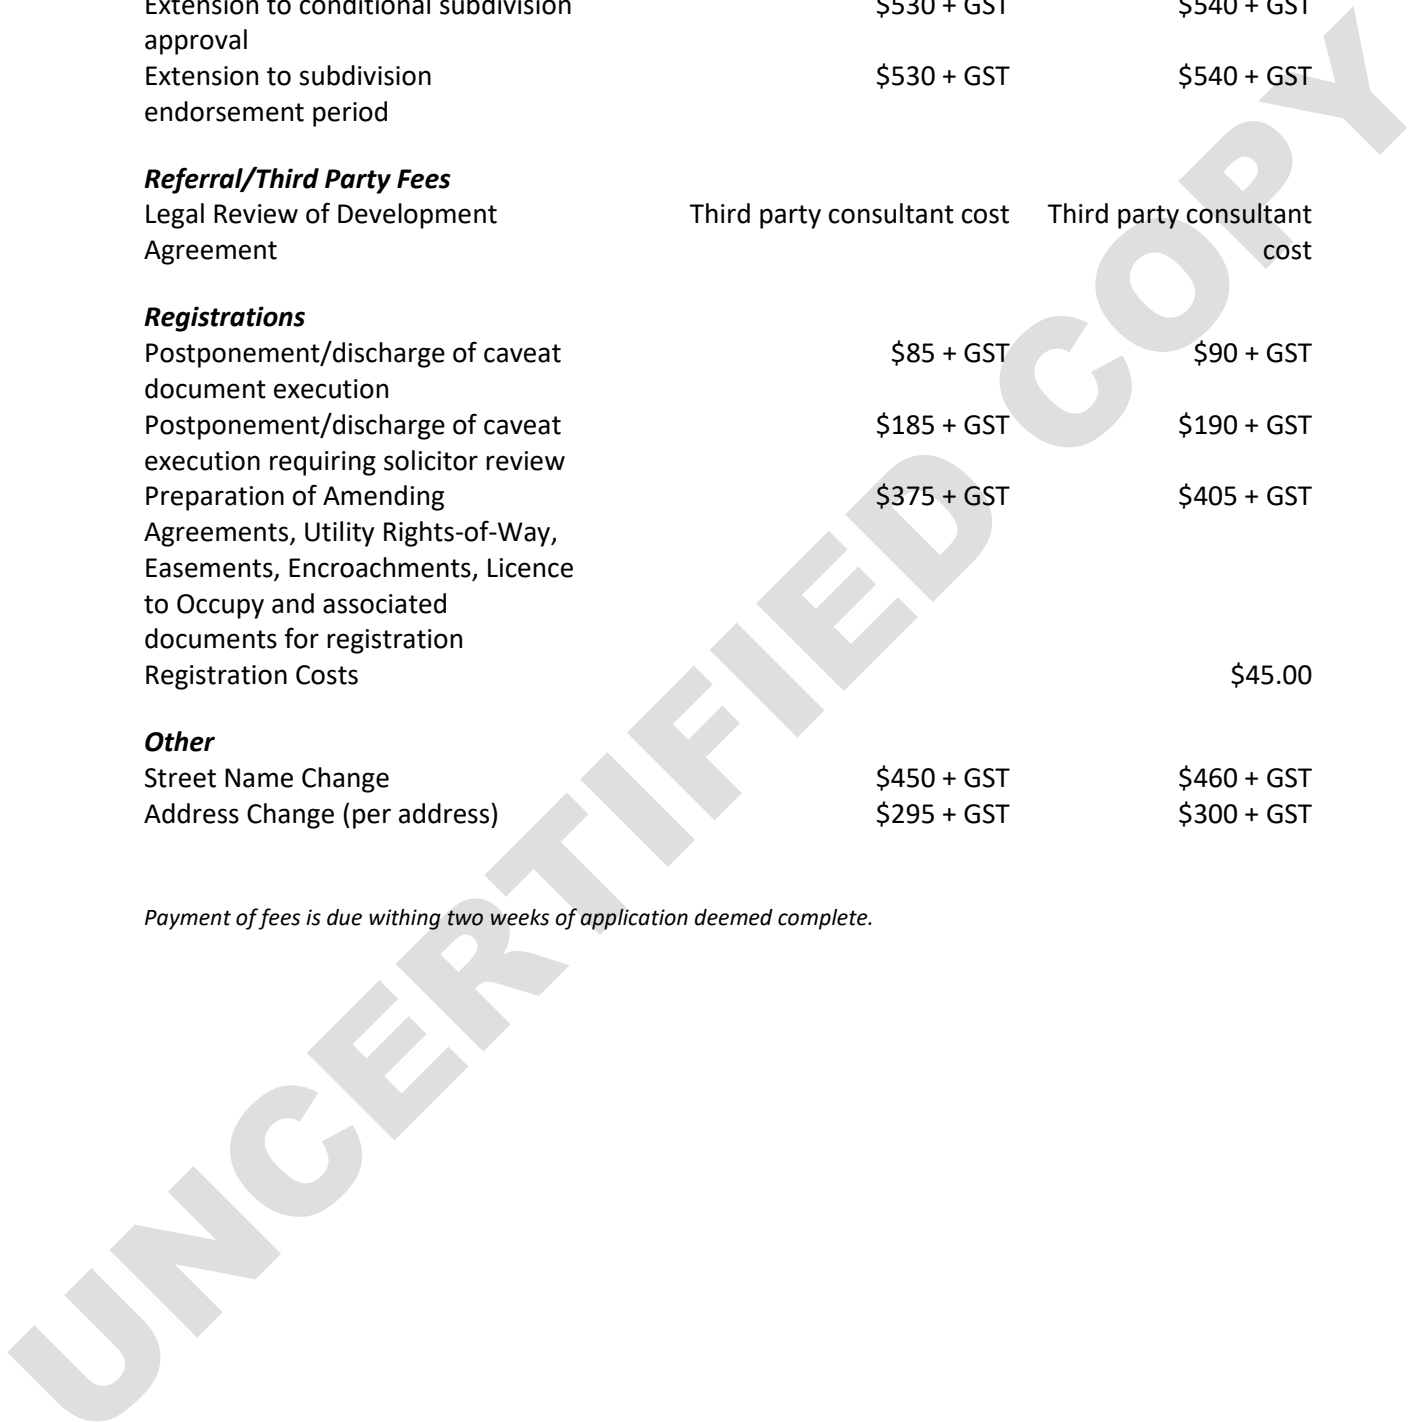 Extension to conditional subdivision $530 + GST $540 + GST
approval
Extension to subdivision $530 + GST $540 + GST
endorsement period
Referral/Third Party Fees
Legal Review of Development Third party consultant cost Third party consultant
Agreement cost
Registrations
Postponement/discharge of caveat $85 + GST $90 + GST
document execution
Postponement/discharge of caveat $185 + GST $190 + GST
execution requiring solicitor review
Preparation of Amending $375 + GST $405 + GST
Agreements, Utility Rights-of-Way,
Easements, Encroachments, Licence
to Occupy and associated
documents for registration
Registration Costs $45.00
Other
Street Name Change $450 + GST $460 + GST
Address Change (per address) $295 + GST $300 + GST
Payment of fees is due withing two weeks of application deemed complete.
UNCERTIFIED COPY